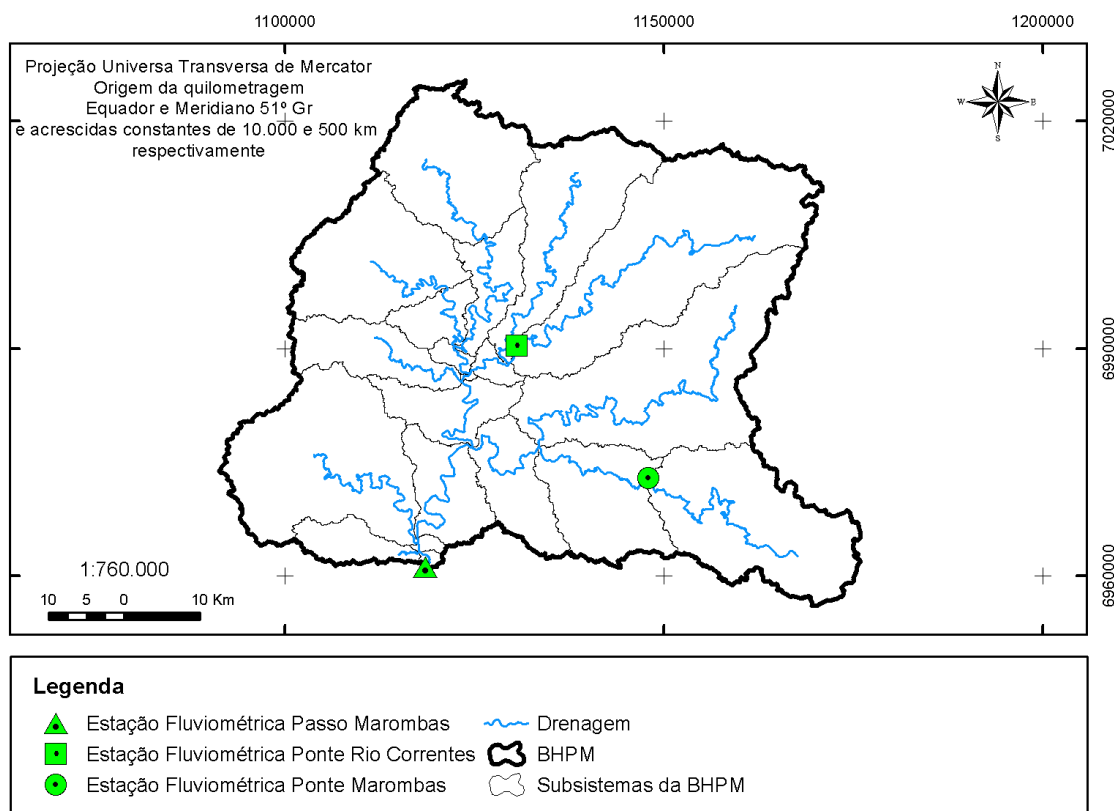 1100000
1150000
1200000
Projeção Universa Transversa de Mercator
Origem da quilometragem
Equador e Meridiano 51º Gr
e acrescidas constantes de 10.000 e 500 km
respectivamente
N
W
E
S
7020000
6990000
6960000
1:760.000
10 5 0 10 Km
Legenda
Estação Fluviométrica Passo Marombas
Estação Fluviométrica Ponte Rio Correntes
Estação Fluviométrica Ponte Marombas
Drenagem
BHPM
Subsistemas da BHPM